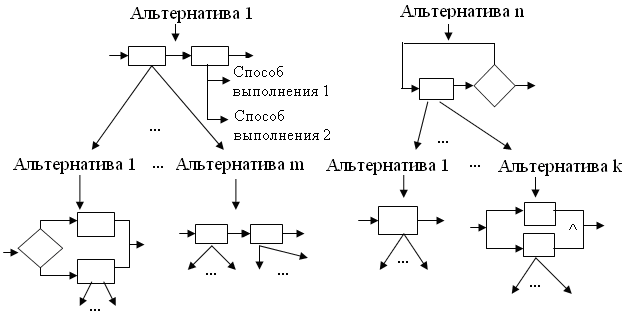 Альтернатива 1
Альтернатива n
Способ
выполнения 1
Способ
выполнения 2
...
...
Альтернатива 1
...
Альтернатива m
Альтернатива 1
...
Альтернатива k
^
...
...
...
...
...